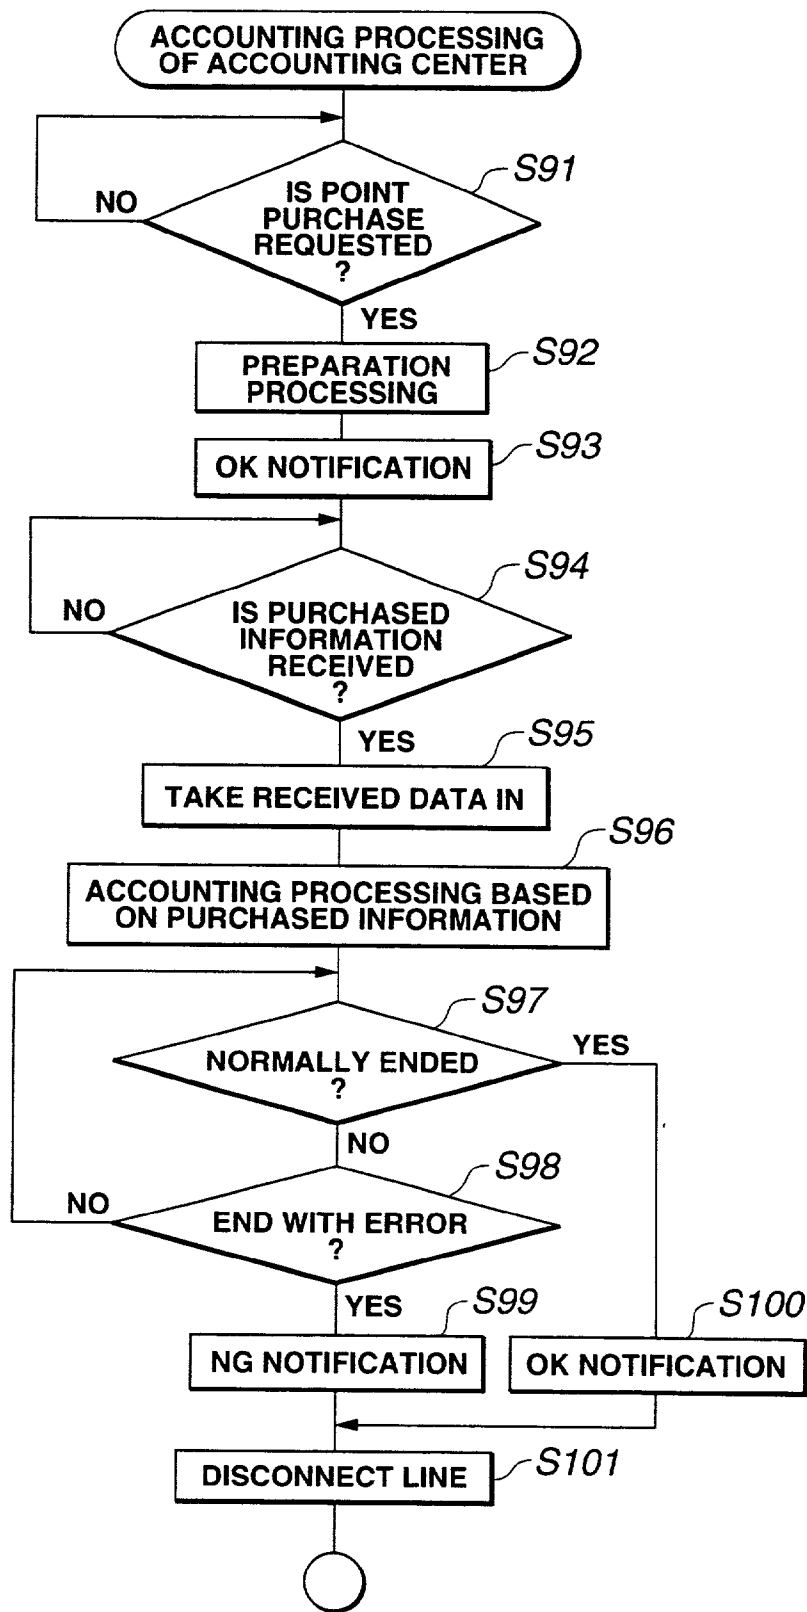 ACCOUNTING PROCESSING
OF ACCOUNTING CENTER
S91
NO
IS POINT
PURCHASE
REQUESTED
?
YES
S92
PREPARATION
PROCESSING
S93
OK NOTIFICATION
S94
NO
IS PURCHASED
INFORMATION
RECEIVED
?
YES
S95
TAKE RECEIVED DATA IN
S96
ACCOUNTING PROCESSING BASED
ON PURCHASED INFORMATION
S97
YES
NORMALLY ENDED
?
NO
S98
NO
END WITH ERROR
?
YES
S99
S100
NG NOTIFICATION
OK NOTIFICATION
S101
DISCONNECT LINE